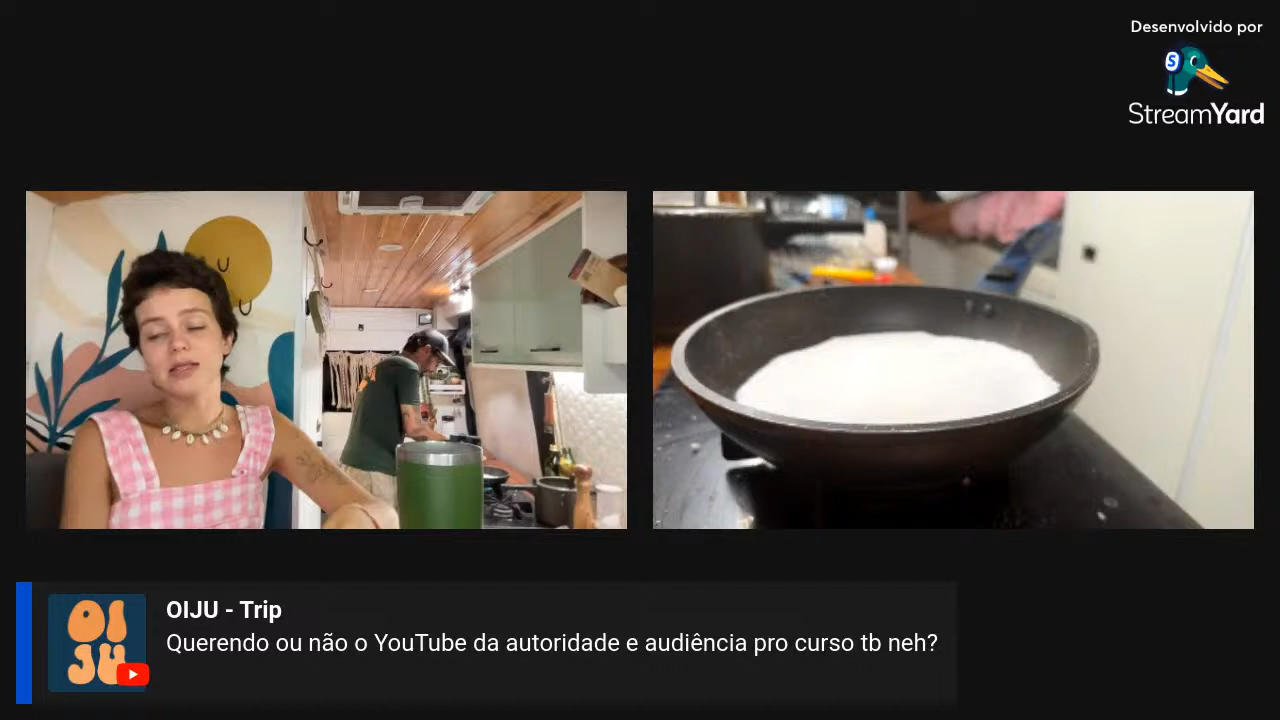 Desenvolvido por
S
StreamYard
OIJU - Trip
Querendo ou não o YouTube da autoridade e audiência pro curso tb neh?
OI
JU